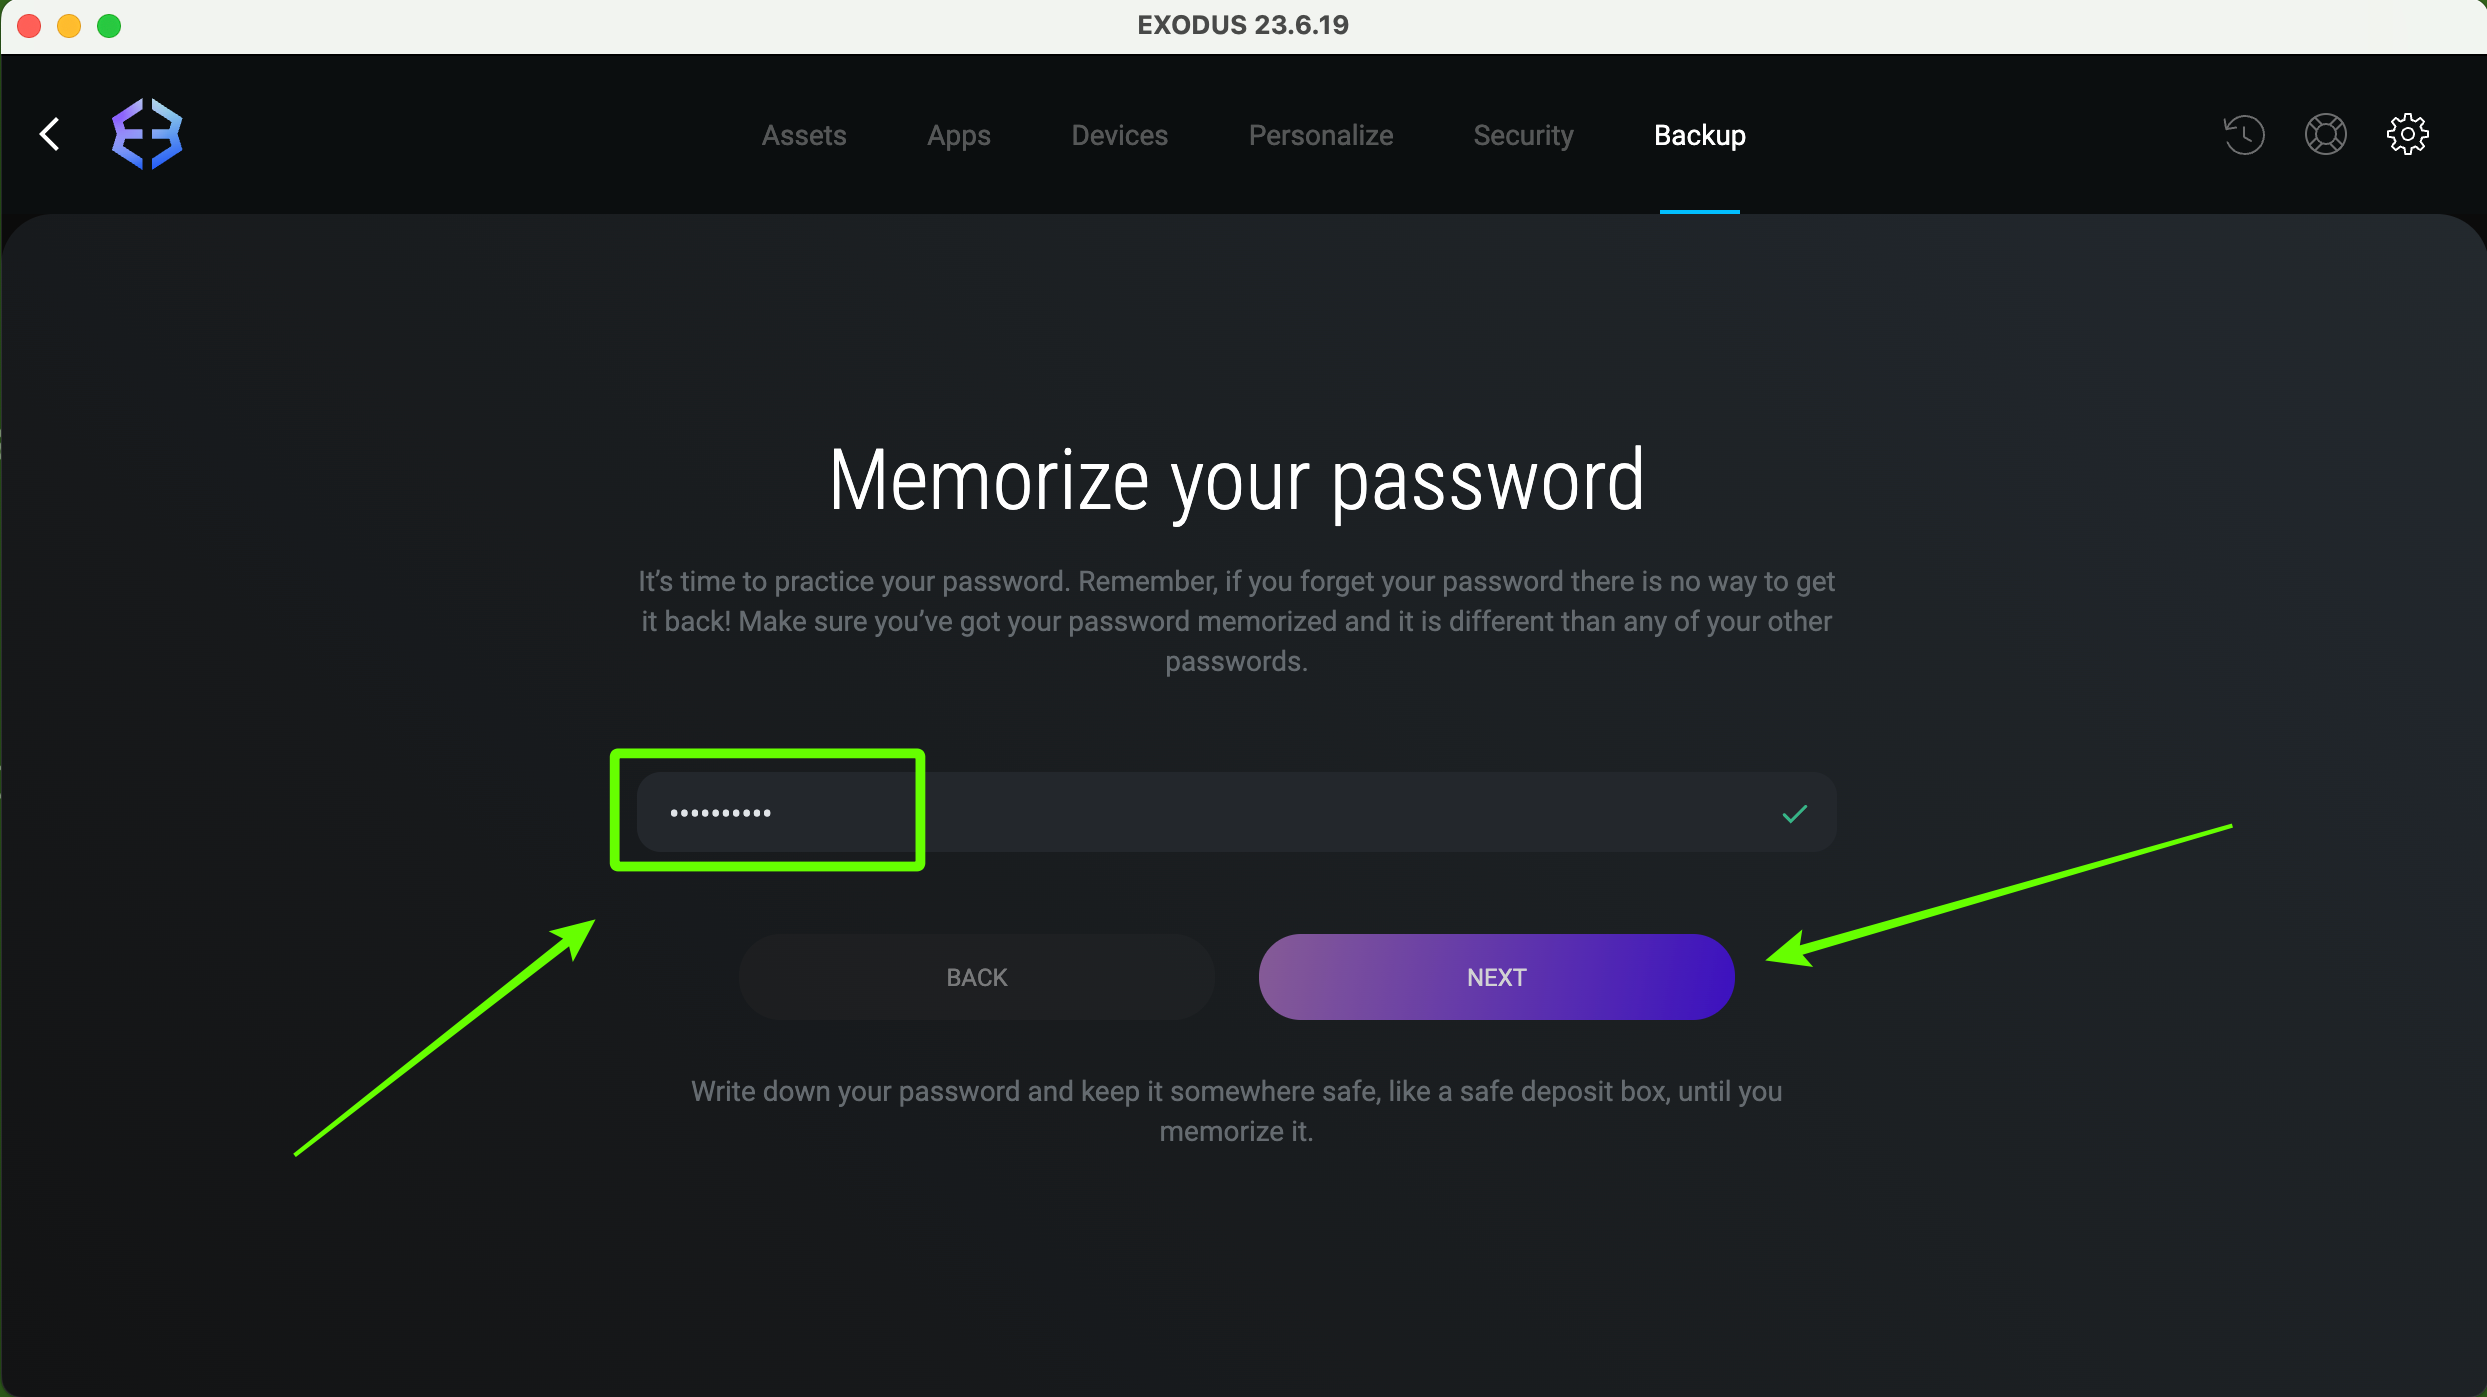 EXODUS 23.6.19
Assets
Apps
Devices
Personalize
Security
Backup
Memorize your password
It’s time to practice your password. Remember, if you forget your password there is no way to get
it back! Make sure you’ve got your password memorized and it is different than any of your other
passwords.
••••••••••
BACK
NEXT
Write down your password and keep it somewhere safe, like a safe deposit box, until you
memorize it.